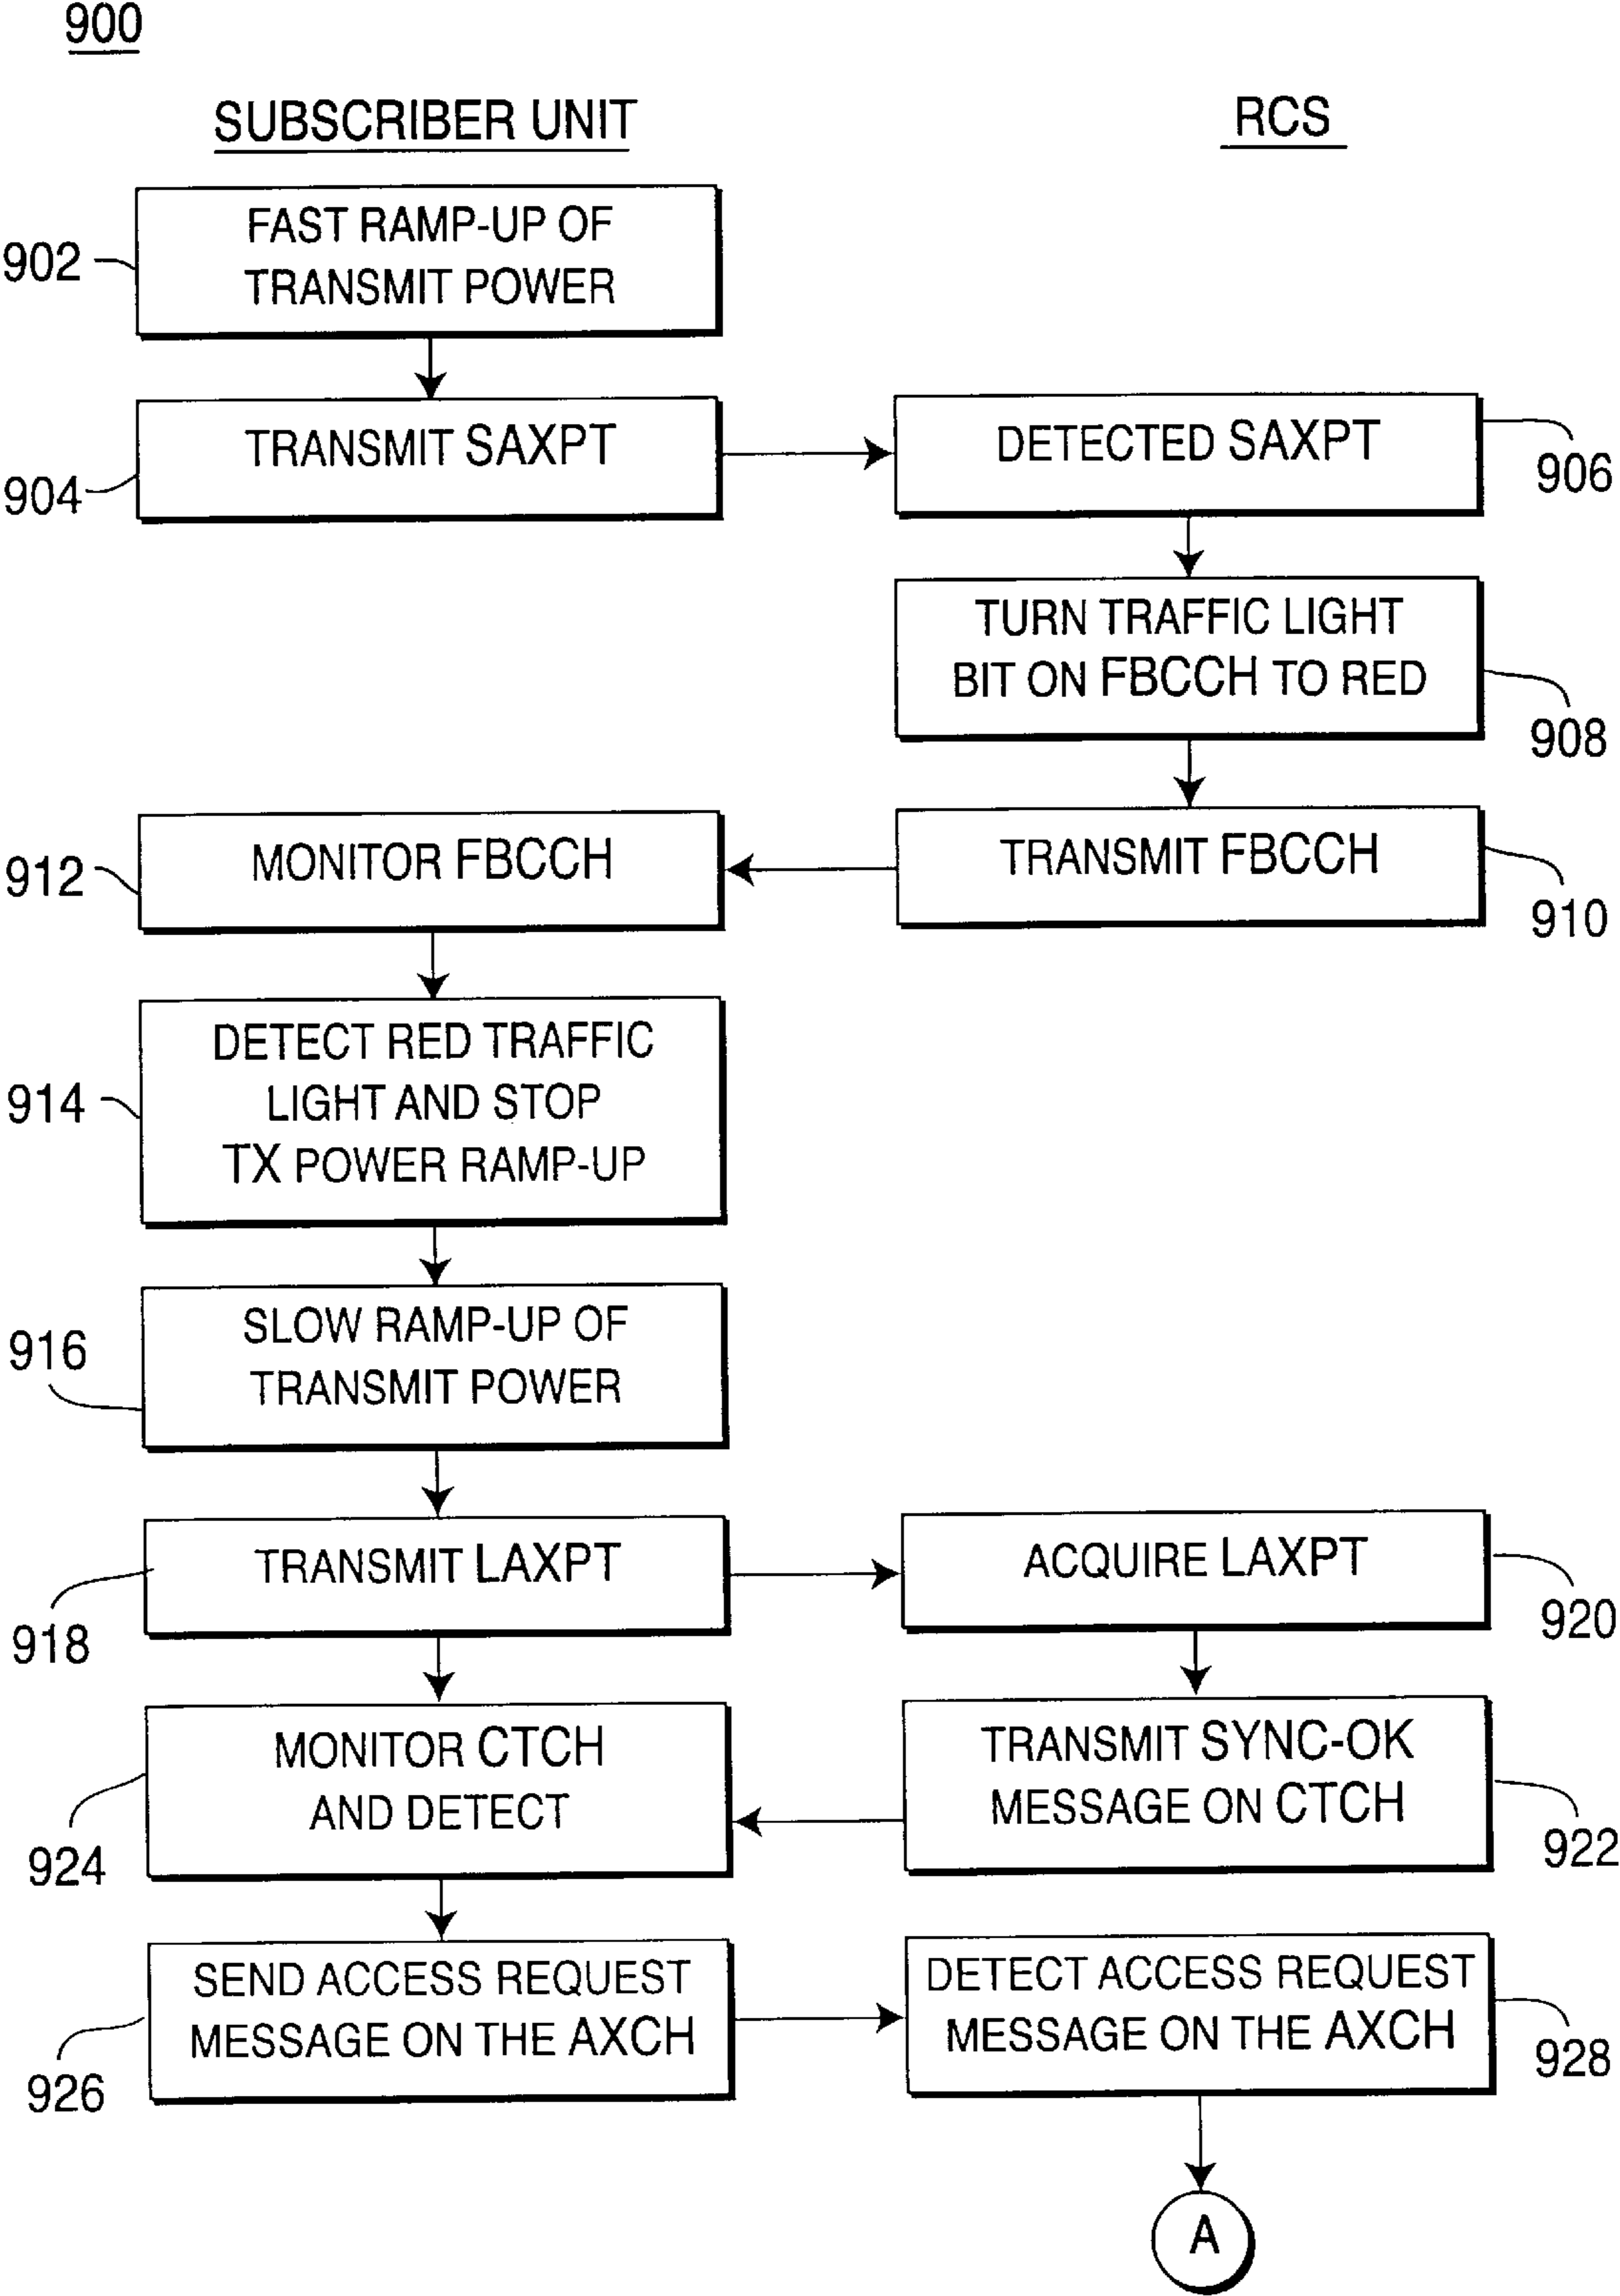 900
SUBSCRIBER UNIT
RCS
FAST RAMP-UP OF
TRANSMIT POWER
902
TRANSMIT SAXPT
904
DETECTED SAXPT
906
TURN TRAFFIC LIGHT
BIT ON FBCCH TO RED
908
MONITOR FBCCH
912
TRANSMIT FBCCH
910
DETECT RED TRAFFIC
LIGHT AND STOP
TX POWER RAMP-UP
914
SLOW RAMP-UP OF
TRANSMIT POWER
916
TRANSMIT LAXPT
918
ACQUIRE LAXPT
920
MONITOR CTCH
AND DETECT
924
TRANSMIT SYNC-OK
MESSAGE ON CTCH
922
SEND ACCESS REQUEST
MESSAGE ON THE AXCH
926
DETECT ACCESS REQUEST
MESSAGE ON THE AXCH
928
A